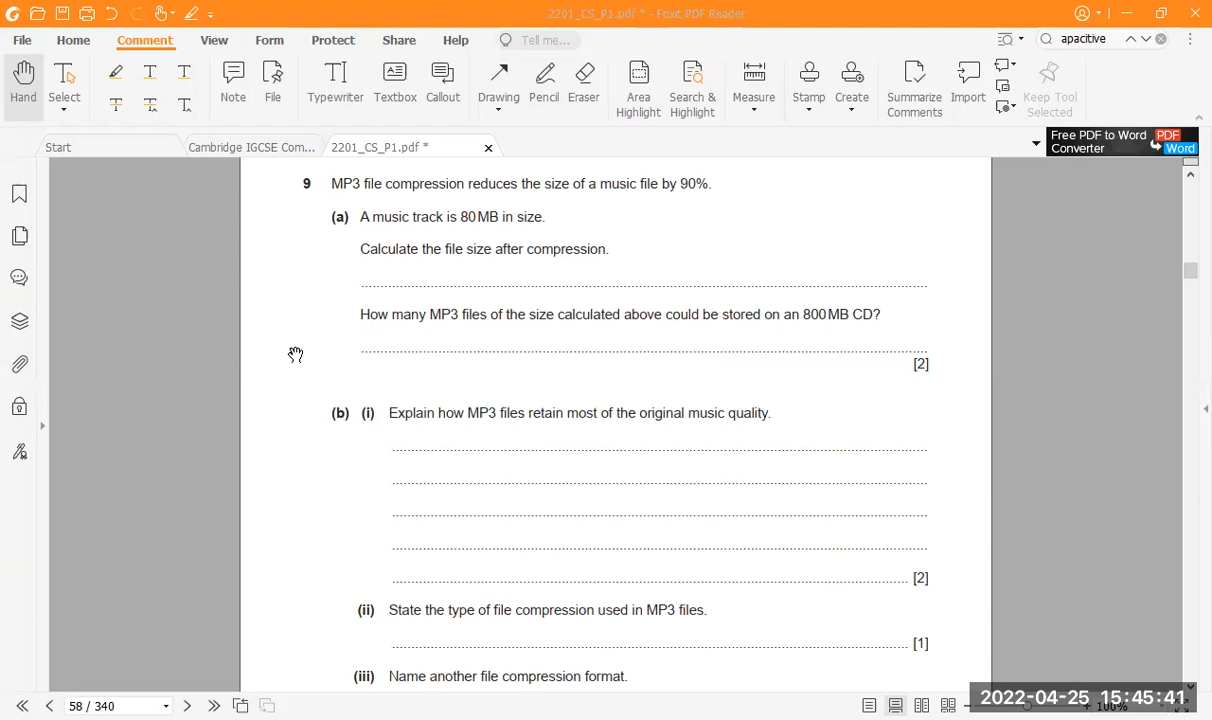 2201_CS_P1.pdf * - Foxit PDF Reader
File Home Comment View Form Protect Share Help Tell me... apacitive
Hand Select Note File Typewriter Textbox Callout Drawing Pencil Eraser Area Highlight Search & Highlight Measure Stamp Create Summarize Comments Import Keep Tool Selected
Start Cambridge IGCSE Com... 2201_CS_P1.pdf * Free PDF to Word Converter PDF Word
9 MP3 file compression reduces the size of a music file by 90%.
(a) A music track is 80 MB in size.
Calculate the file size after compression.
How many MP3 files of the size calculated above could be stored on an 800 MB CD?
[2]
(b) (i) Explain how MP3 files retain most of the original music quality.
[2]
(ii) State the type of file compression used in MP3 files.
[1]
(iii) Name another file compression format.
58 / 340 100%
2022-04-25 15:45:41